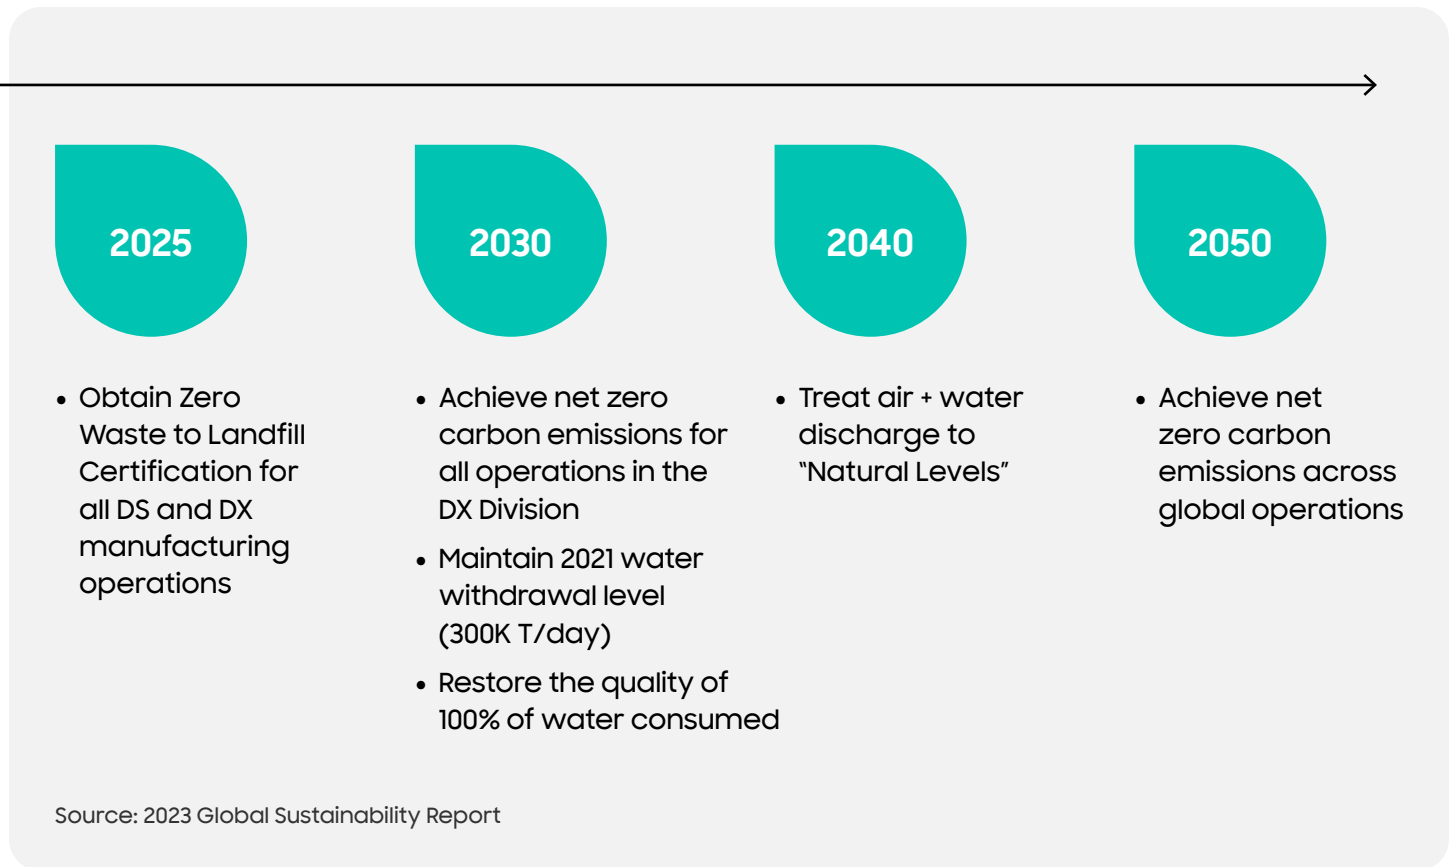 2025
• Obtain Zero
Waste to Landfill
Certification for
all DS and DX
manufacturing
operations
2030
• Achieve net zero
carbon emissions for
all operations in the
DX Division
• Maintain 2021 water
withdrawal level
(300K T/day)
• Restore the quality of
100% of water consumed
2040
• Treat air + water
discharge to
“Natural Levels”
2050
• Achieve net
zero carbon
emissions across
global operations
Source: 2023 Global Sustainability Report